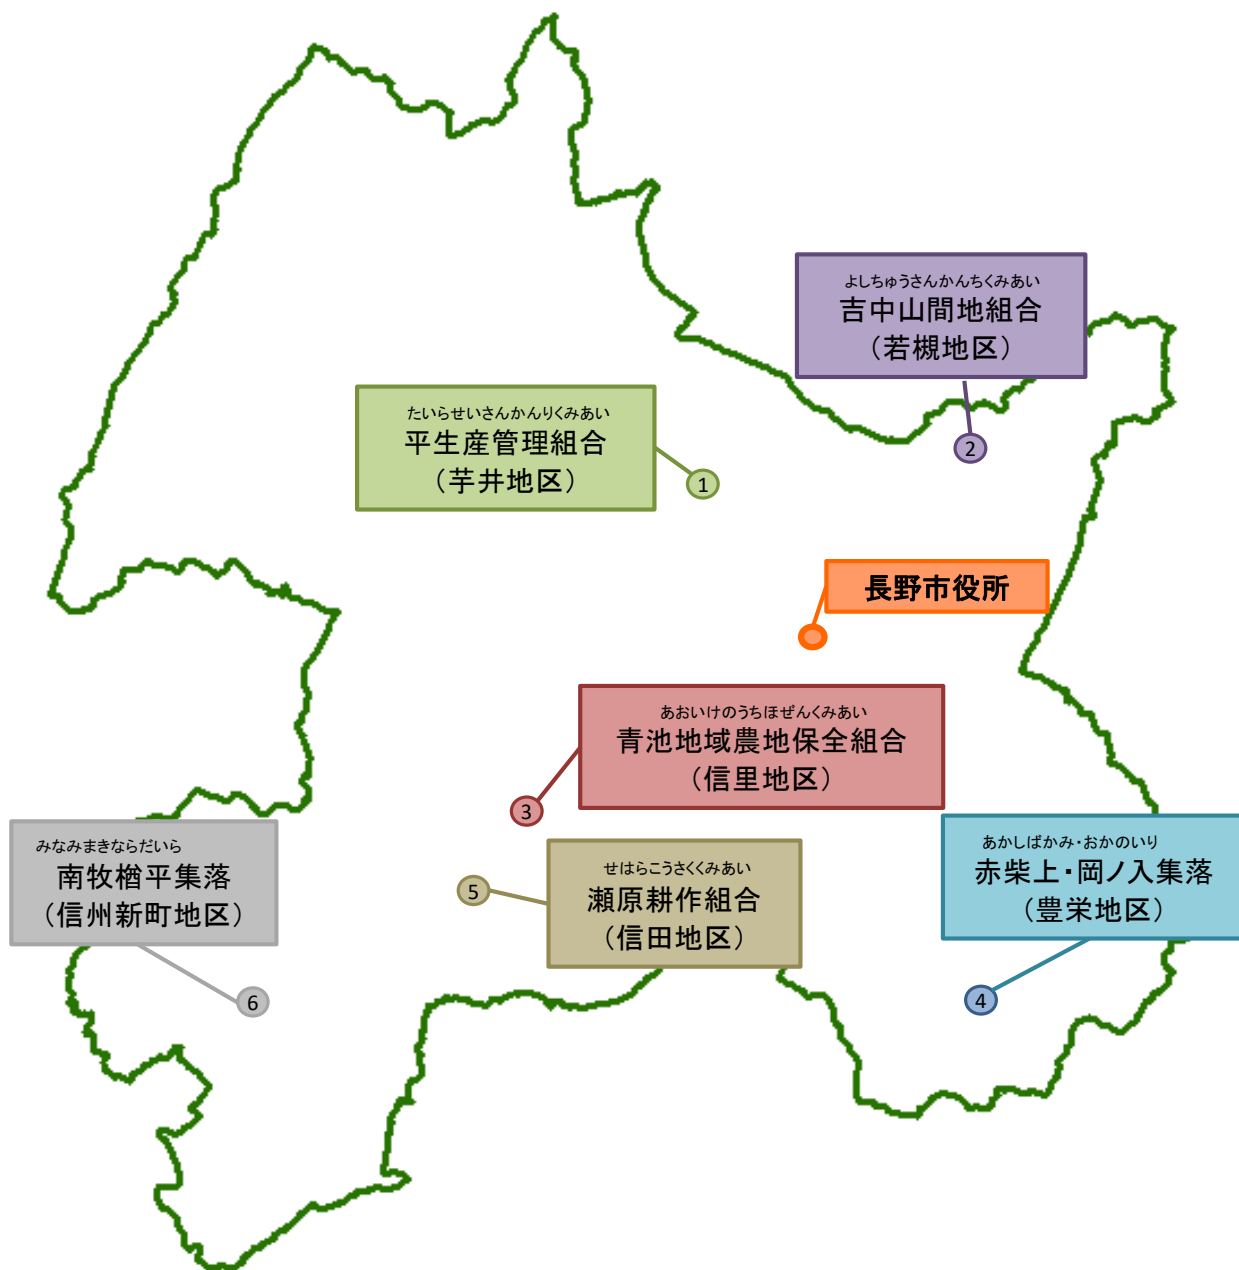 よしちゅうさんかんちくみあい
吉中山間地組合
（若槻地区）
2
たいらせいさんかんりくみあい
平生産管理組合
（芋井地区）
1
長野市役所
あおいけのうちほぜんくみあい
青池地域農地保全組合
（信里地区）
3
みなみまきならだいら
南牧楢平集落
（信州新町地区）
6
せはらこうさくくみあい
瀬原耕作組合
（信田地区）
5
あかしばかみ・おかのいり
赤柴上・岡ノ入集落
（豊栄地区）
4